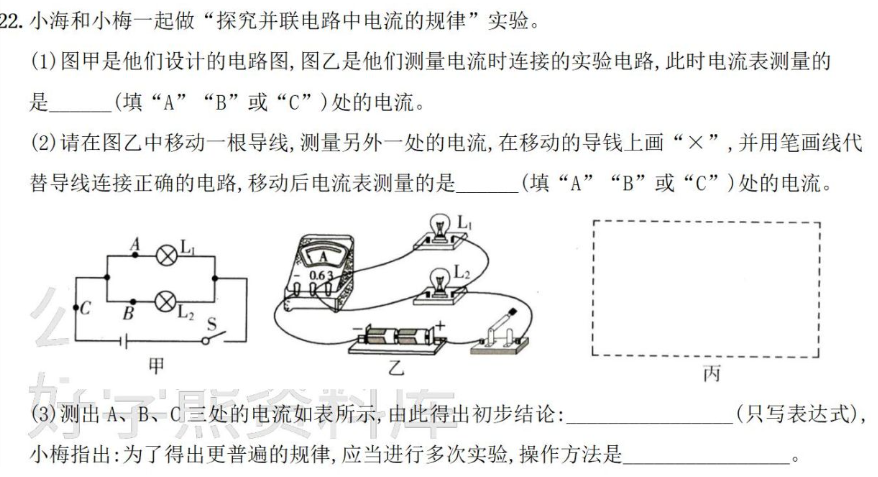 22. 小海和小梅一起做“探究并联电路中电流的规律”实验。
(1)图甲是他们设计的电路图,图乙是他们测量电流时连接的实验电路,此时电流表测量的
是______(填“A”“B”或“C”)处的电流。
(2)请在图乙中移动一根导线,测量另外一处的电流,在移动的导钱上画“×”,并用笔画线代
替导线连接正确的电路,移动后电流表测量的是______(填“A”“B”或“C”)处的电流。
A L₁
C B L₂ S
甲
A
- 0.6 3
L₁
L₂
- +
乙
丙
(3)测出 A、B、C 三处的电流如表所示,由此得出初步结论:________________(只写表达式),
小梅指出:为了得出更普遍的规律,应当进行多次实验,操作方法是________________。
好字熊资料库